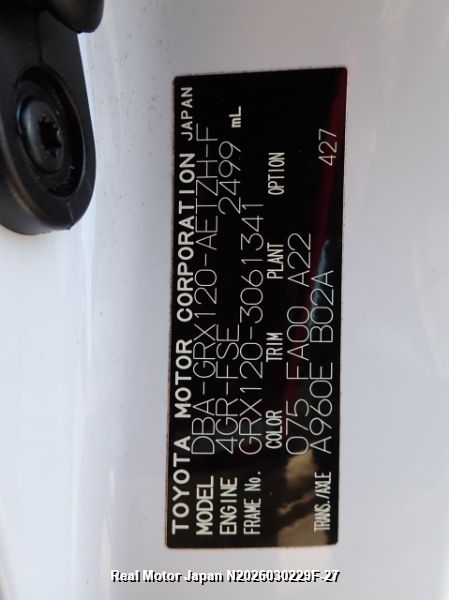 TOYOTA MOTOR CORPORATION JAPAN
MODEL DBA-GRX120-AETZH-F
ENGINE 4GR-FSE 2499 mL
FRAME No. GRX120-3061341
COLOR TRIM PLANT OPTION
075 FA00 A22 427
TRANS./AXLE A960E B02A
Real Motor Japan N2025030229F-27